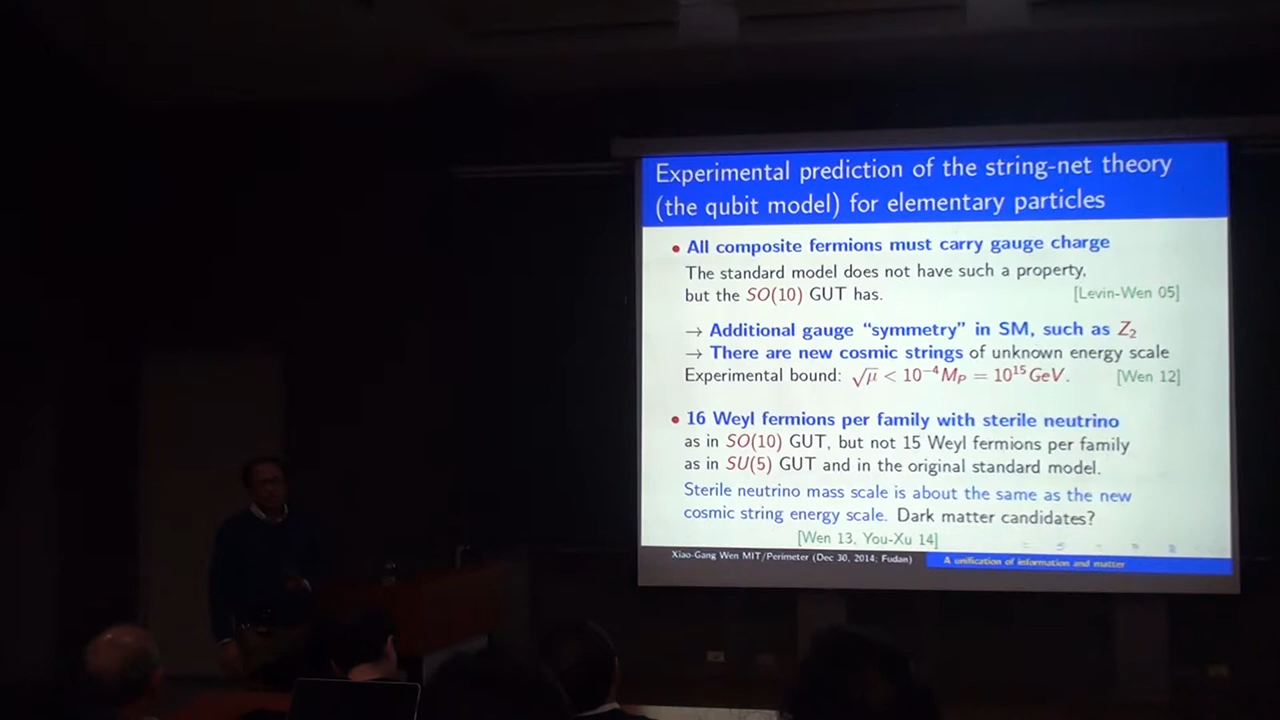 Experimental prediction of the string-net theory
(the qubit model) for elementary particles
• All composite fermions must carry gauge charge
The standard model does not have such a property,
but the SO(10) GUT has. [Levin-Wen 05]
→ Additional gauge “symmetry” in SM, such as Z₂
→ There are new cosmic strings of unknown energy scale
Experimental bound: √μ < 10⁻⁴M_P = 10¹⁵GeV. [Wen 12]
• 16 Weyl fermions per family with sterile neutrino
as in SO(10) GUT, but not 15 Weyl fermions per family
as in SU(5) GUT and in the original standard model.
Sterile neutrino mass scale is about the same as the new
cosmic string energy scale. Dark matter candidates?
[Wen 13, You-Xu 14]
Xiao-Gang Wen MIT/Perimeter (Dec 30, 2014; Fudan) A unification of information and matter